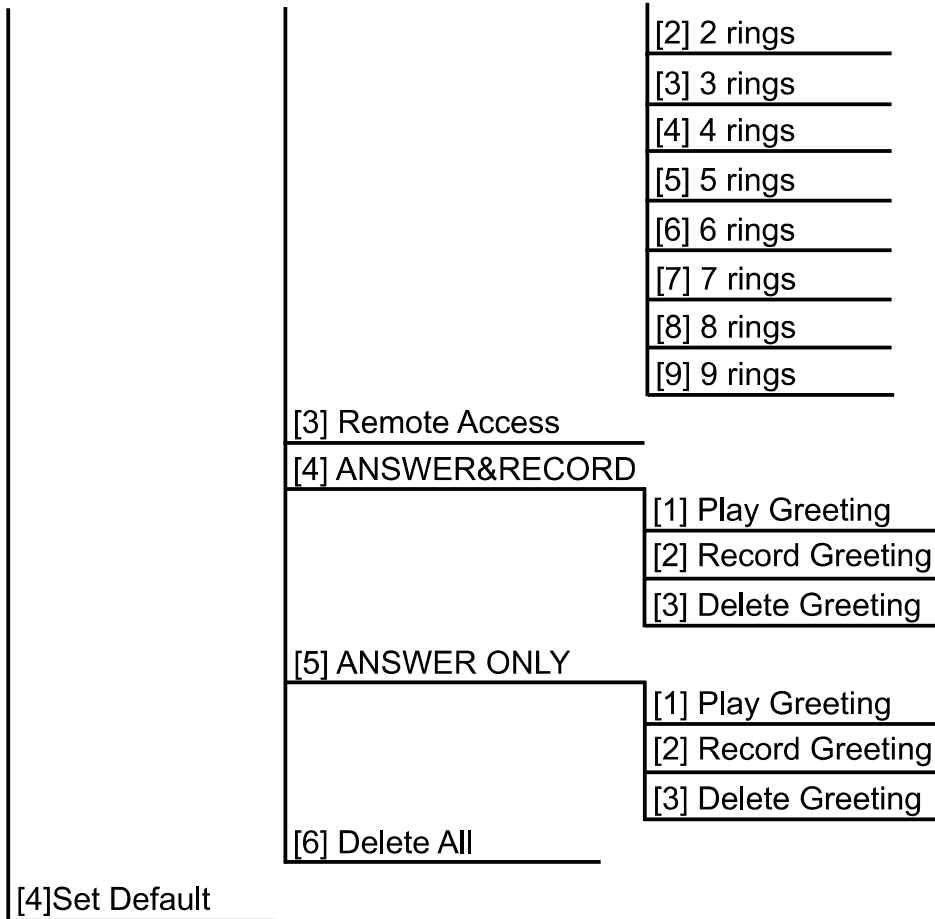 [2] 2 rings
[3] 3 rings
[4] 4 rings
[5] 5 rings
[6] 6 rings
[7] 7 rings
[8] 8 rings
[9] 9 rings
[3] Remote Access
[4] ANSWER&RECORD
[1] Play Greeting
[2] Record Greeting
[3] Delete Greeting
[5] ANSWER ONLY
[1] Play Greeting
[2] Record Greeting
[3] Delete Greeting
[6] Delete All
[4]Set Default